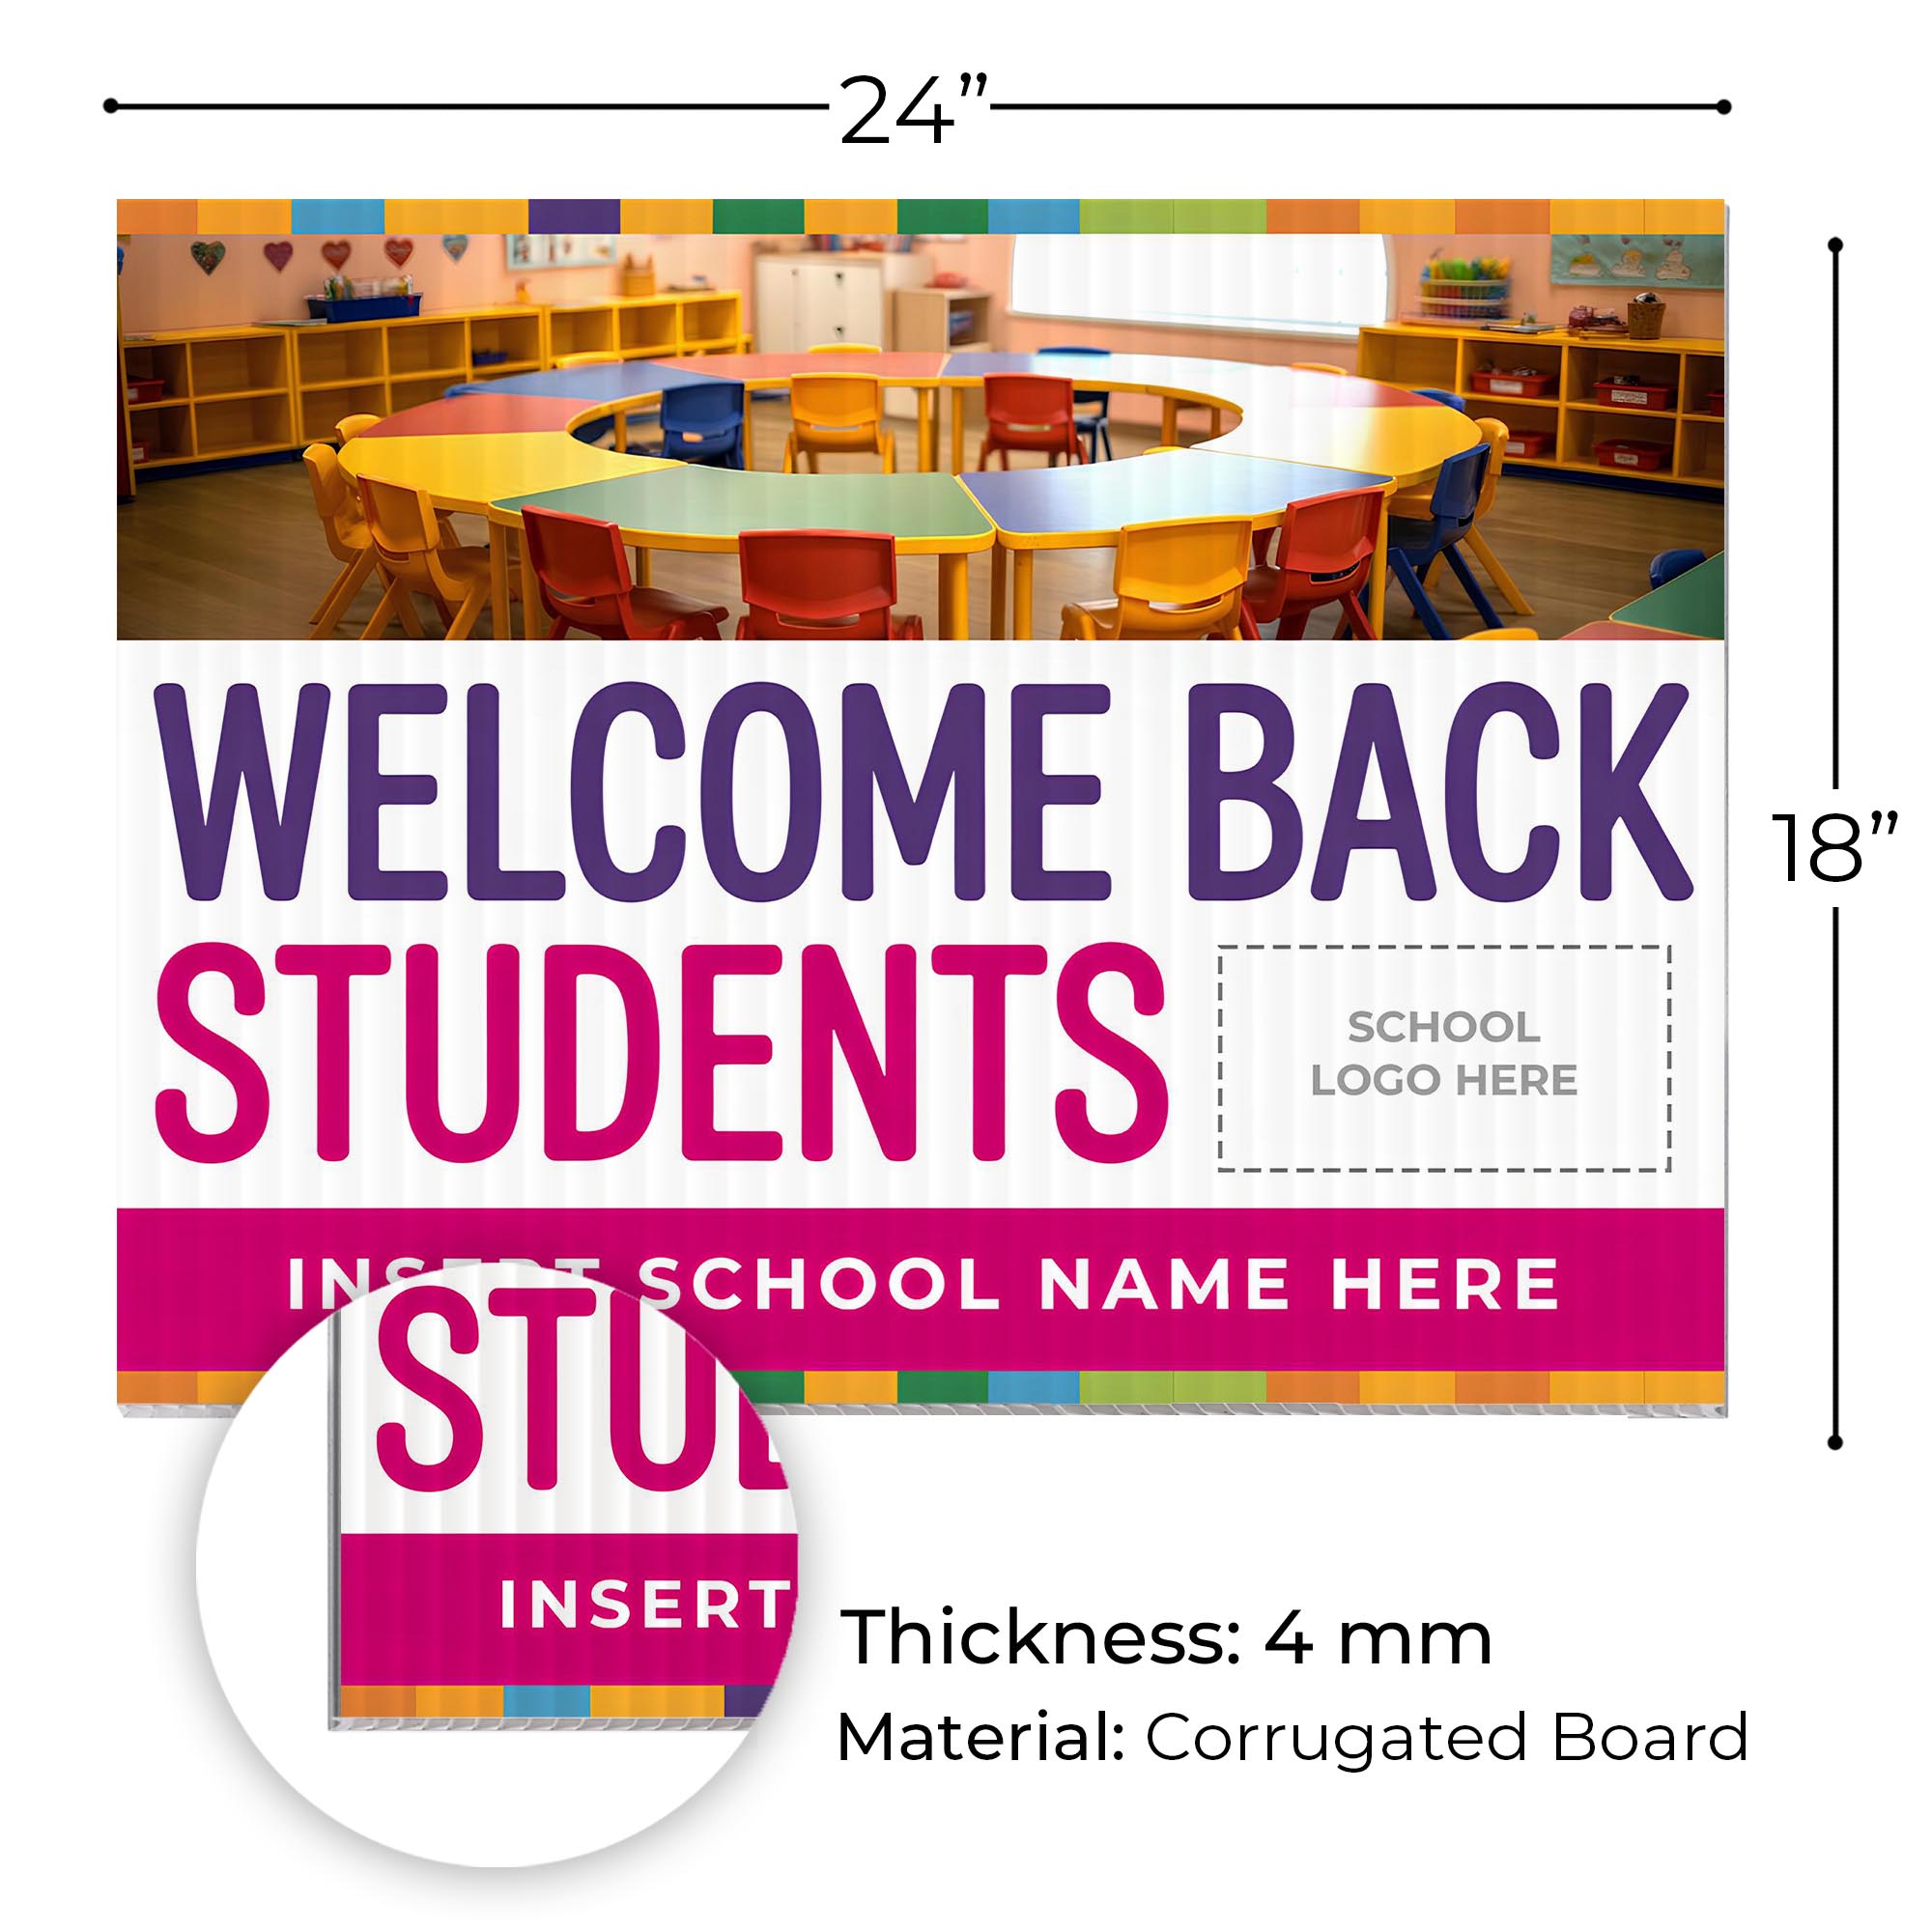 24”
WELCOME BACK
18”
STUDENTS
SCHOOL
LOGO HERE
INSERT SCHOOL NAME HERE
STU
INSERT
Thickness: 4 mm
Material: Corrugated Board